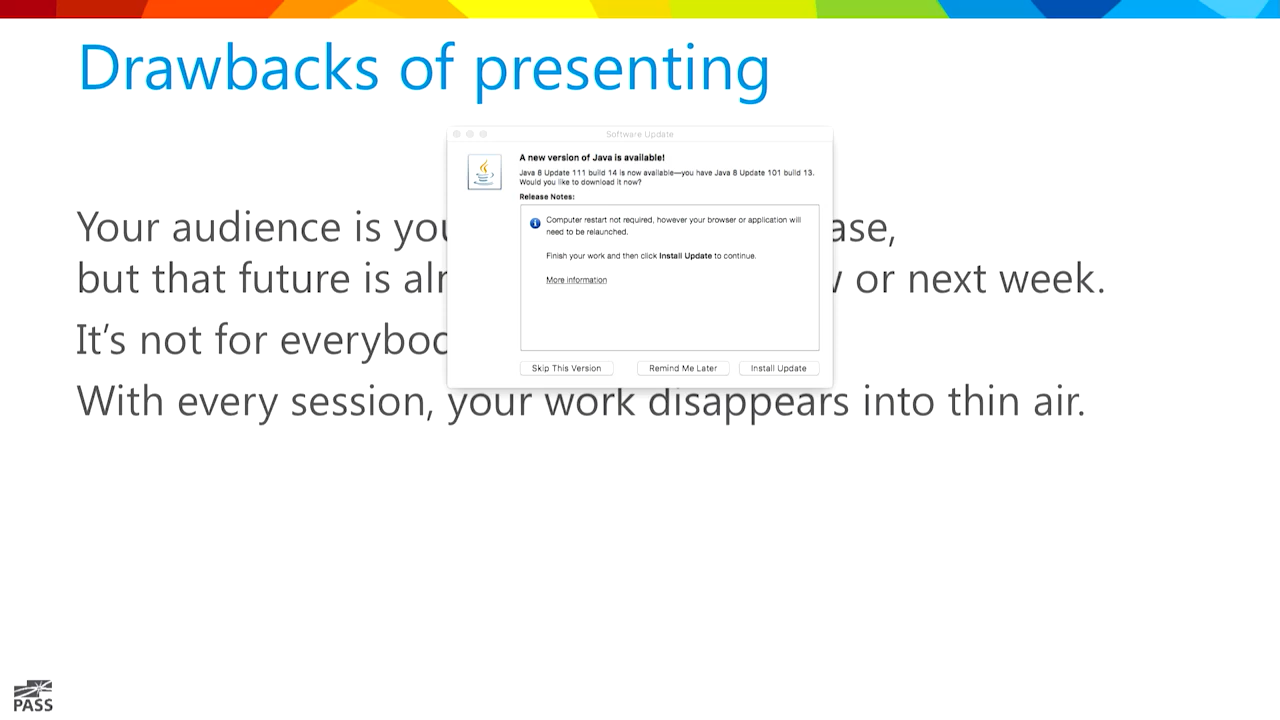 Drawbacks of presenting
Software Update
A new version of Java is available!
Java 8 Update 111 build 14 is now available—you have Java 8 Update 101 build 13.
Would you like to download it now?
Release Notes:
Computer restart not required, however your browser or application will
need to be relaunched.
Finish your work and then click Install Update to continue.
More information
Skip This Version Remind Me Later Install Update
Your audience is
but that future is or next week.
It’s not for
With every session, your work disappears into thin air.
PASS